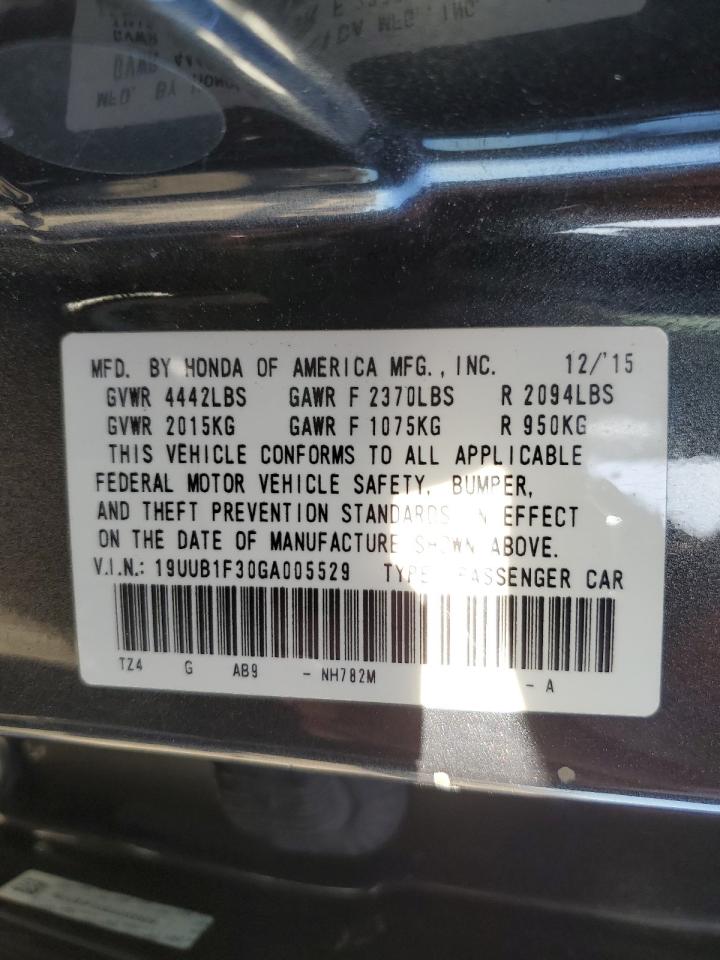 MFD. BY HONDA OF AMERICA MFG., INC. 12/'15
GVWR 4442LBS GAWR F 2370LBS R 2094LBS
GVWR 2015KG GAWR F 1075KG R 950KG
THIS VEHICLE CONFORMS TO ALL APPLICABLE
FEDERAL MOTOR VEHICLE SAFETY, BUMPER,
AND THEFT PREVENTION STANDARDS IN EFFECT
ON THE DATE OF MANUFACTURE SHOWN ABOVE.
V.I.N.: 19UUB1F30GA005529 TYPE PASSENGER CAR
TZ4 G AB9 - NH782M - A